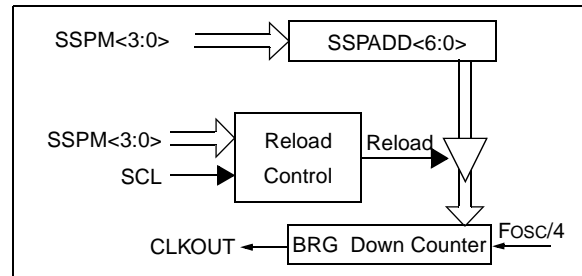 SSPM<3:0>
SSPADD<6:0>
SSPM<3:0>
SCL
Reload
Control
Reload
CLKOUT
BRG Down Counter
FOSC/4